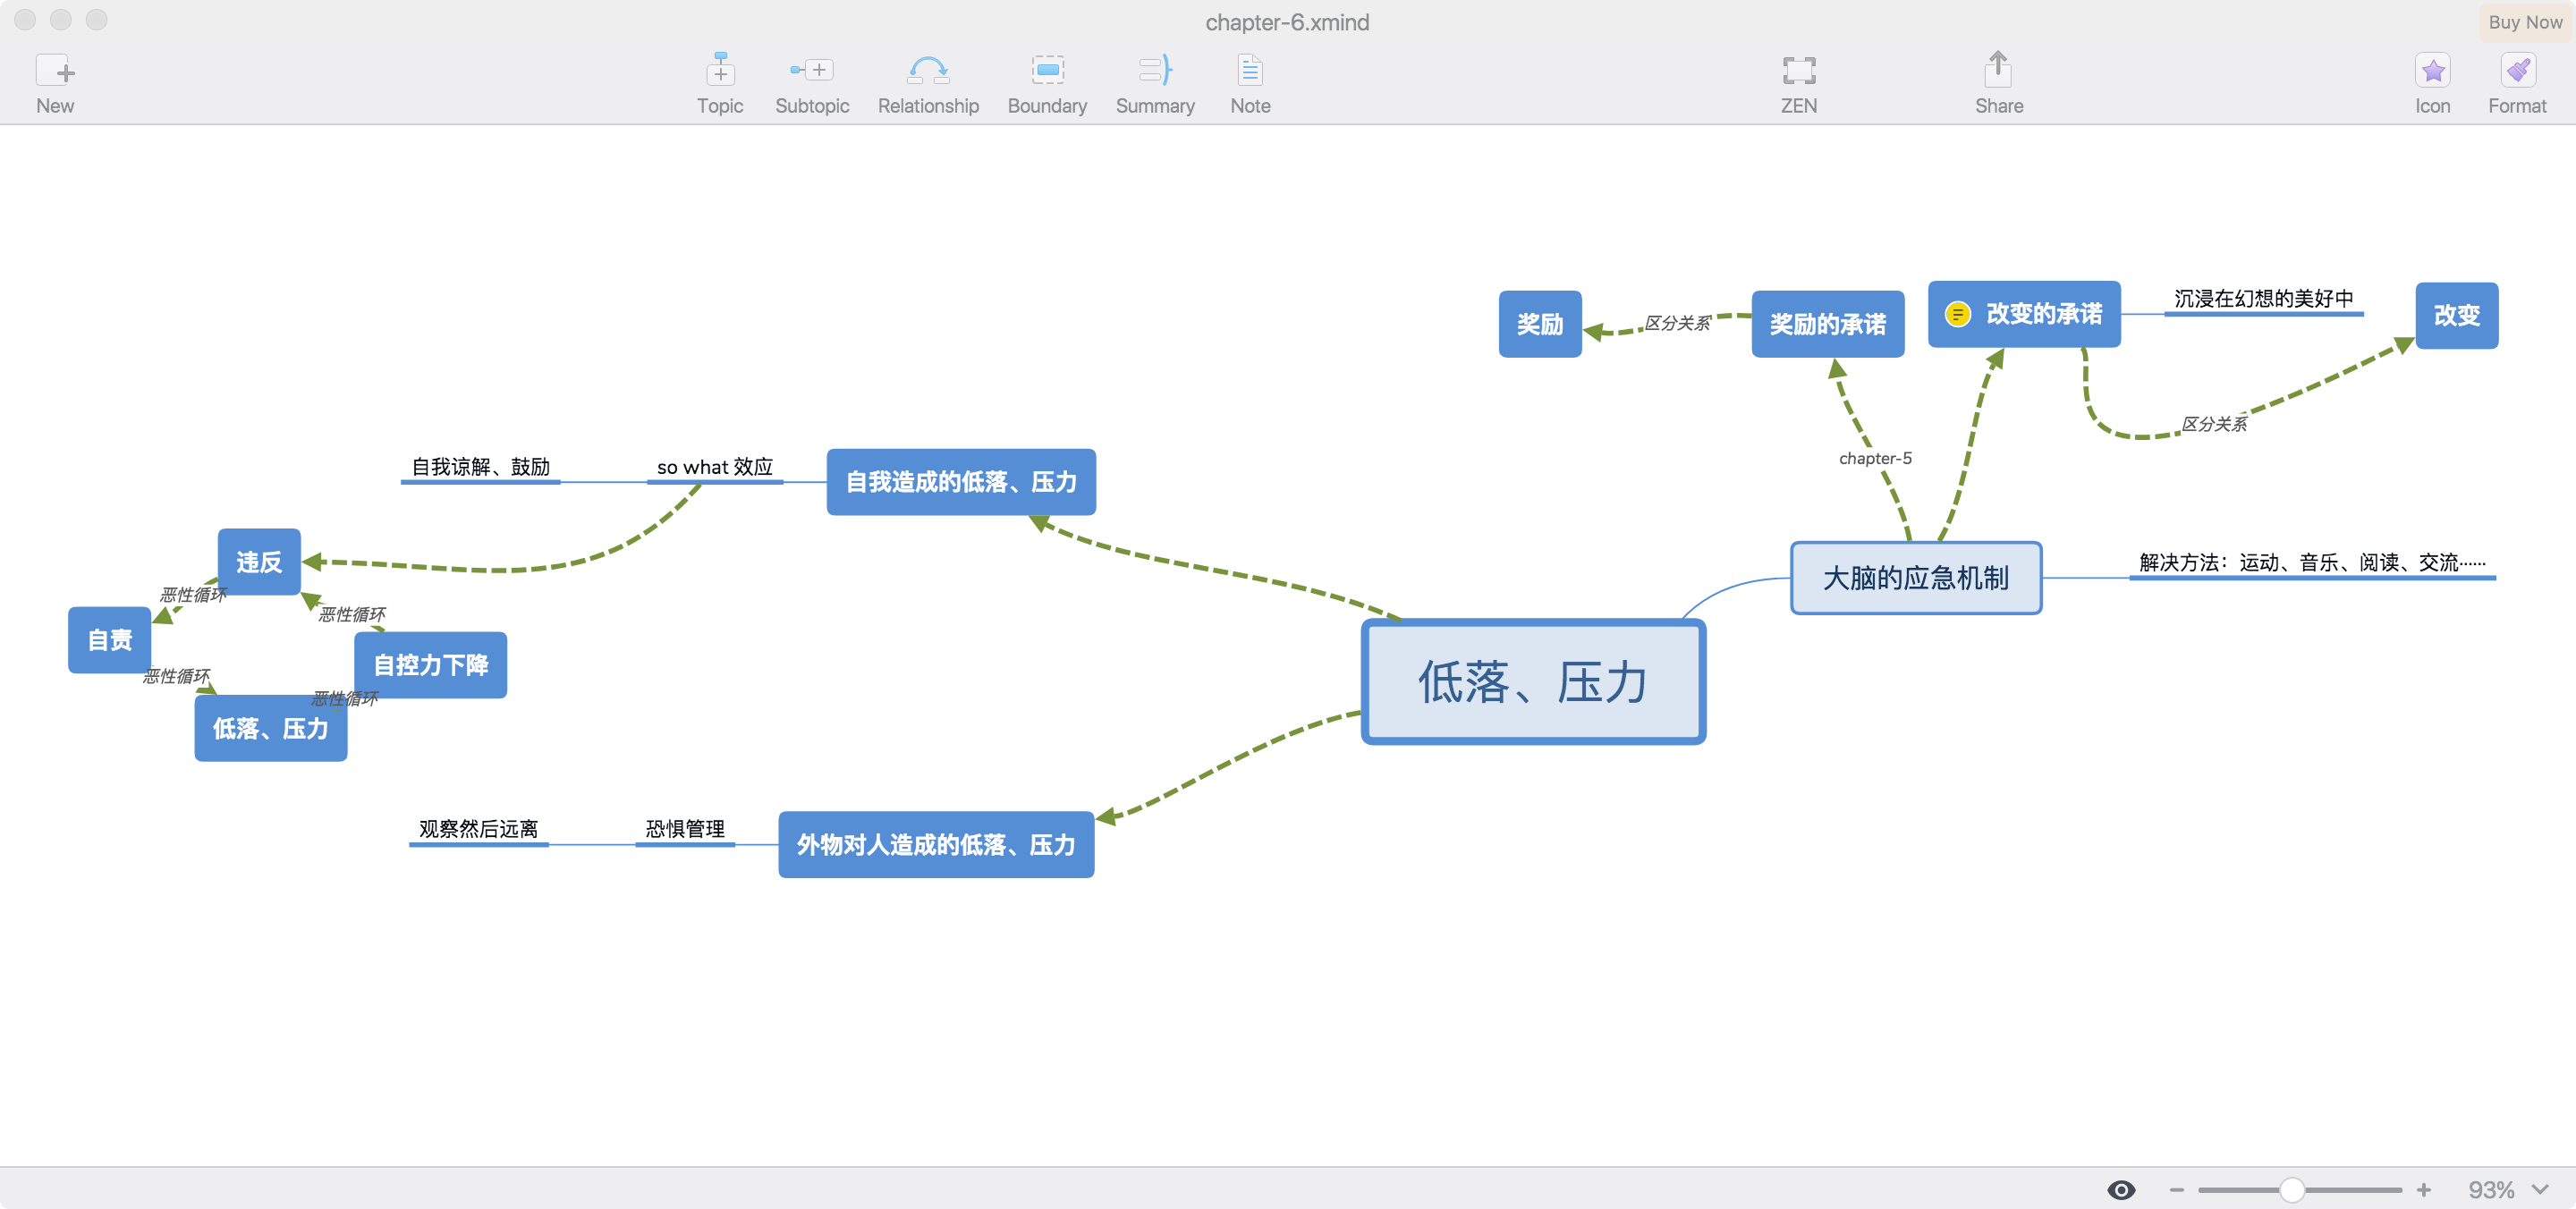 chapter-6.xmind
Buy Now
New
Topic
Subtopic
Relationship
Boundary
Summary
Note
ZEN
Share
Icon
Format
奖励
区分关系
奖励的承诺
改变的承诺
沉浸在幻想的美好中
改变
区分关系
chapter-5
自我谅解、鼓励
so what 效应
自我造成的低落、压力
违反
恶性循环
恶性循环
自责
自控力下降
恶性循环
恶性循环
低落、压力
大脑的应急机制
解决方法：运动、音乐、阅读、交流……
低落、压力
观察然后远离
恐惧管理
外物对人造成的低落、压力
93%